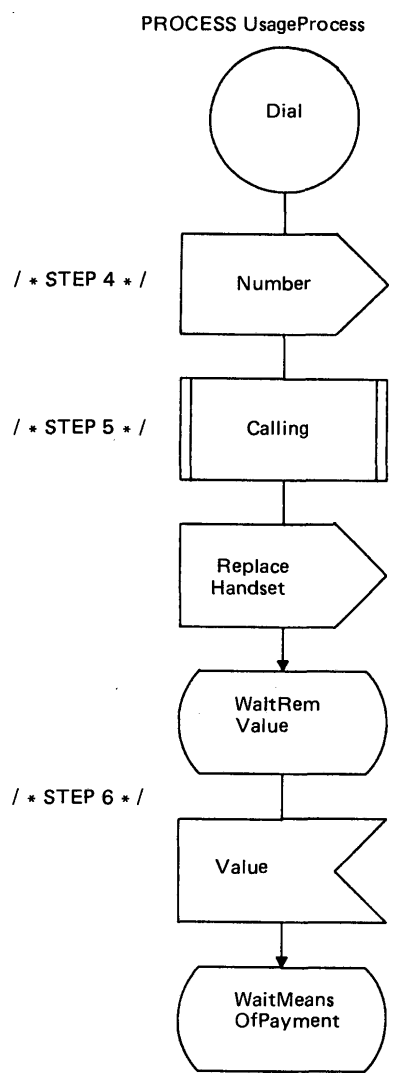 PROCESS UsageProcess
Dial
/ * STEP 4 * /
Number
/ * STEP 5 * /
Calling
Replace
Handset
WaitRem
Value
/ * STEP 6 * /
Value
WaitMeans
OfPayment